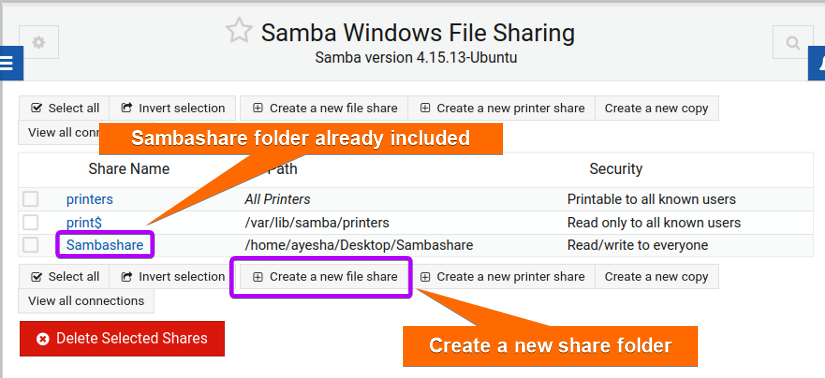 Samba Windows File Sharing
Samba version 4.15.13-Ubuntu
Select all Invert selection Create a new file share Create a new printer share Create a new copy
View all con
Sambashare folder already included
Share Name Path Security
printers All Printers Printable to all known users
print$ /var/lib/samba/printers Read only to all known users
Sambashare /home/ayesha/Desktop/Sambashare Read/write to everyone
Select all Invert selection Create a new file share Create a new printer share Create a new copy
View all connections
Delete Selected Shares
Create a new share folder